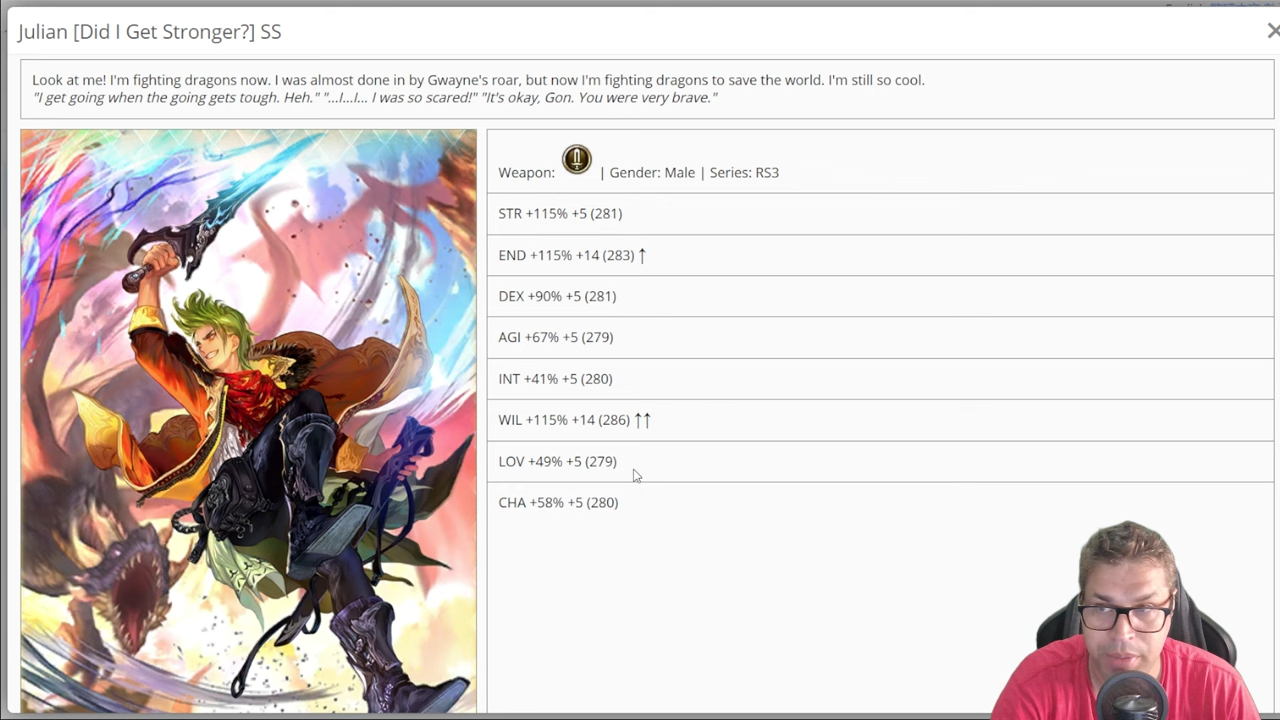 Julian [Did I Get Stronger?] SS
Look at me! I'm fighting dragons now. I was almost done in by Gwayne's roar, but now I'm fighting dragons to save the world. I'm still so cool.
"I get going when the going gets tough. Heh." "...I...I... I was so scared!" "It's okay, Gon. You were very brave."
Weapon: | Gender: Male | Series: RS3
STR +115% +5 (281)
END +115% +14 (283) ↑
DEX +90% +5 (281)
AGI +67% +5 (279)
INT +41% +5 (280)
WIL +115% +14 (286) ↑↑
LOV +49% +5 (279)
CHA +58% +5 (280)